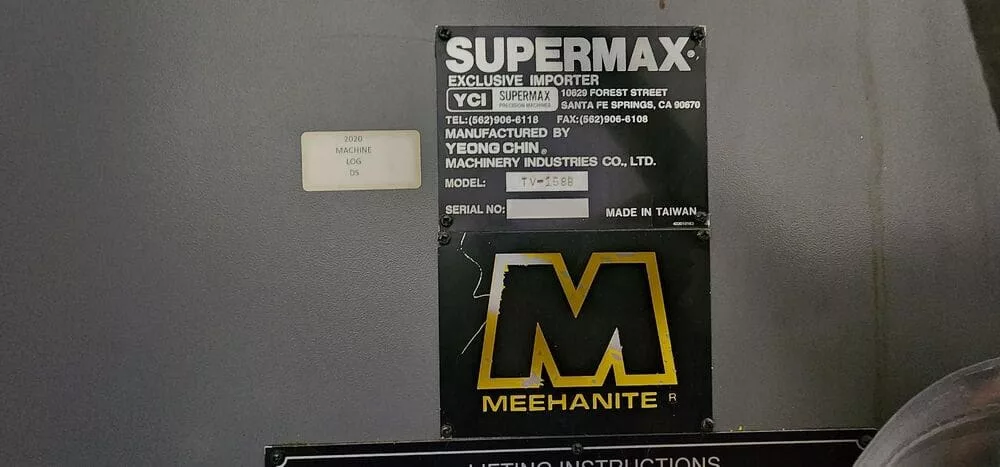 2020
MACHINE
LOG
DS
SUPERMAX
EXCLUSIVE IMPORTER
YCI SUPERMAX
PRECISION MACHINES
10629 FOREST STREET
SANTA FE SPRINGS, CA 90670
TEL:(562)906-6118 FAX:(562)906-6108
MANUFACTURED BY
YEONG CHIN®
MACHINERY INDUSTRIES CO., LTD.
MODEL: TV-158B
SERIAL NO:
MADE IN TAIWAN
M
MEEHANITE R
LIFTING INSTRUCTIONS